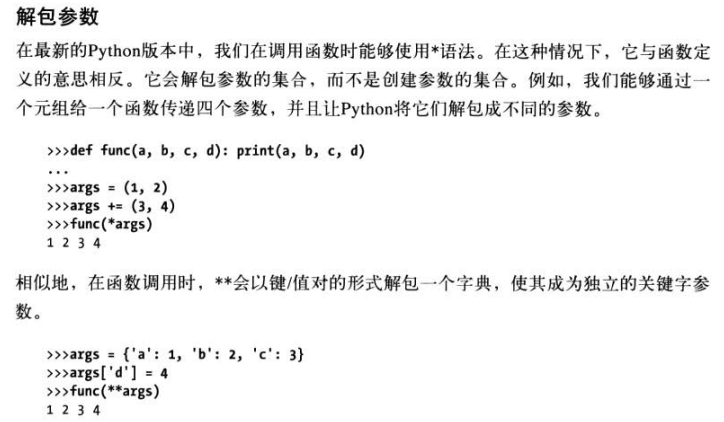 解包参数
在最新的Python版本中，我们在调用函数时能够使用*语法。在这种情况下，它与函数定
义的意思相反。它会解包参数的集合，而不是创建参数的集合。例如，我们能够通过一
个元组给一个函数传递四个参数，并且让Python将它们解包成不同的参数。
>>>def func(a, b, c, d): print(a, b, c, d)
...
>>>args = (1, 2)
>>>args += (3, 4)
>>>func(*args)
1 2 3 4
相似地，在函数调用时，**会以键/值对的形式解包一个字典，使其成为独立的关键字参
数。
>>>args = {'a': 1, 'b': 2, 'c': 3}
>>>args['d'] = 4
>>>func(**args)
1 2 3 4